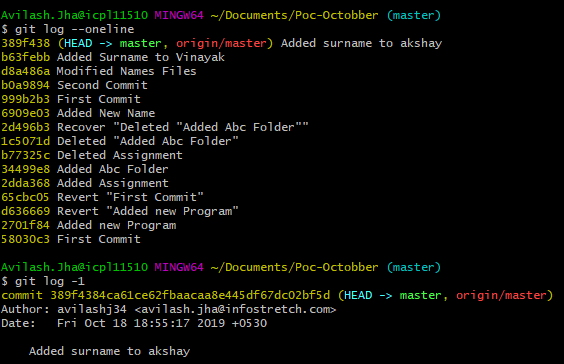 Avilash.Jha@icpl11510 MINGW64 ~/Documents/Poc-Octobber (master)
$ git log --oneline
389f438 (HEAD -> master, origin/master) Added surname to akshay
b63febb Added Surname to Vinayak
d8a486a Modified Names Files
b0a9894 Second Commit
999b2b3 First Commit
6909e03 Added New Name
2d496b3 Recover "Deleted "Added Abc Folder""
1c5071d Deleted "Added Abc Folder"
b77325c Deleted Assignment
34499e8 Added Abc Folder
2dda368 Added Assignment
65cbc05 Revert "First Commit"
d636669 Revert "Added new Program"
2701f84 Added new Program
58030c3 First Commit
Avilash.Jha@icpl11510 MINGW64 ~/Documents/Poc-Octobber (master)
$ git log -1
commit 389f4384ca61ce62fbaacaa8e445df67dc02bf5d (HEAD -> master, origin/master)
Author: avilashj34 <avilash.jha@infostretch.com>
Date:   Fri Oct 18 18:55:17 2019 +0530
    Added surname to akshay